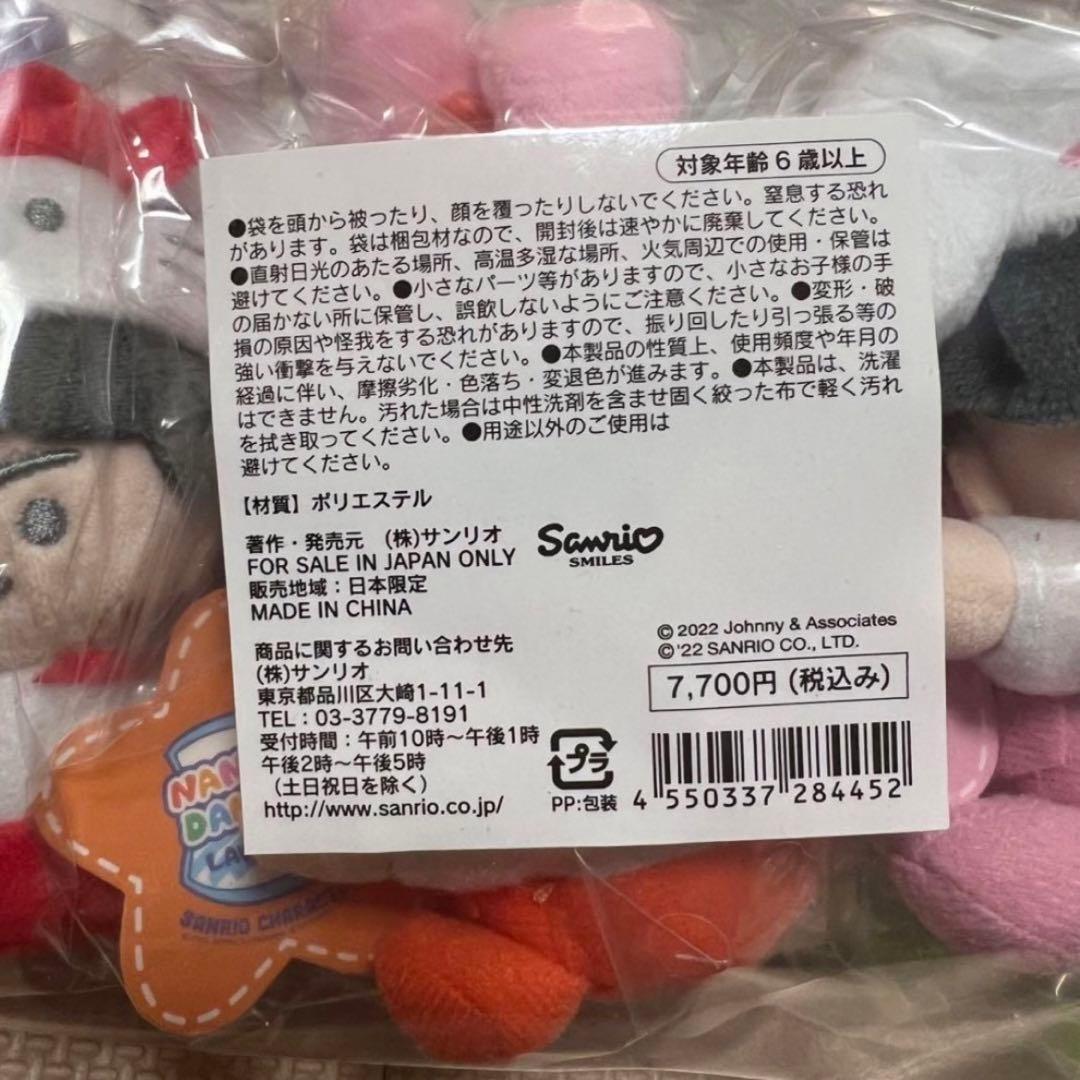 対象年齢6歳以上
●袋を頭から被ったり、顔を覆ったりしないでください。窒息する恐れ
があります。袋は梱包材なので、開封後は速やかに廃棄してください。
●直射日光のあたる場所、高温多湿な場所、火気周辺での使用・保管は
避けてください。●小さなパーツ等がありますので、小さなお子様の手
の届かない所に保管し、誤飲しないようにご注意ください。●変形・破
損の原因や怪我をする恐れがありますので、振り回したり引っ張る等の
強い衝撃を与えないでください。●本製品の性質上、使用頻度や年月の
経過に伴い、摩擦劣化・色落ち・変退色が進みます。●本製品は、洗濯
はできません。汚れた場合は中性洗剤を含ませ固く絞った布で軽く汚れ
を拭き取ってください。●用途以外のご使用は
避けてください。
【材質】ポリエステル
著作・発売元 (株)サンリオ
FOR SALE IN JAPAN ONLY
販売地域：日本限定
MADE IN CHINA
Sanrio
SMILES
商品に関するお問い合わせ先
(株)サンリオ
東京都品川区大崎1-11-1
TEL：03-3779-8191
受付時間：午前10時〜午後1時
午後2時〜午後5時
（土日祝日を除く）
http://www.sanrio.co.jp/
© 2022 Johnny & Associates
© '22 SANRIO CO., LTD.
7,700円 (税込み)
プラ
PP:包装
4 550337 284452
NAN
DA
LA
SANRIO CHARAC